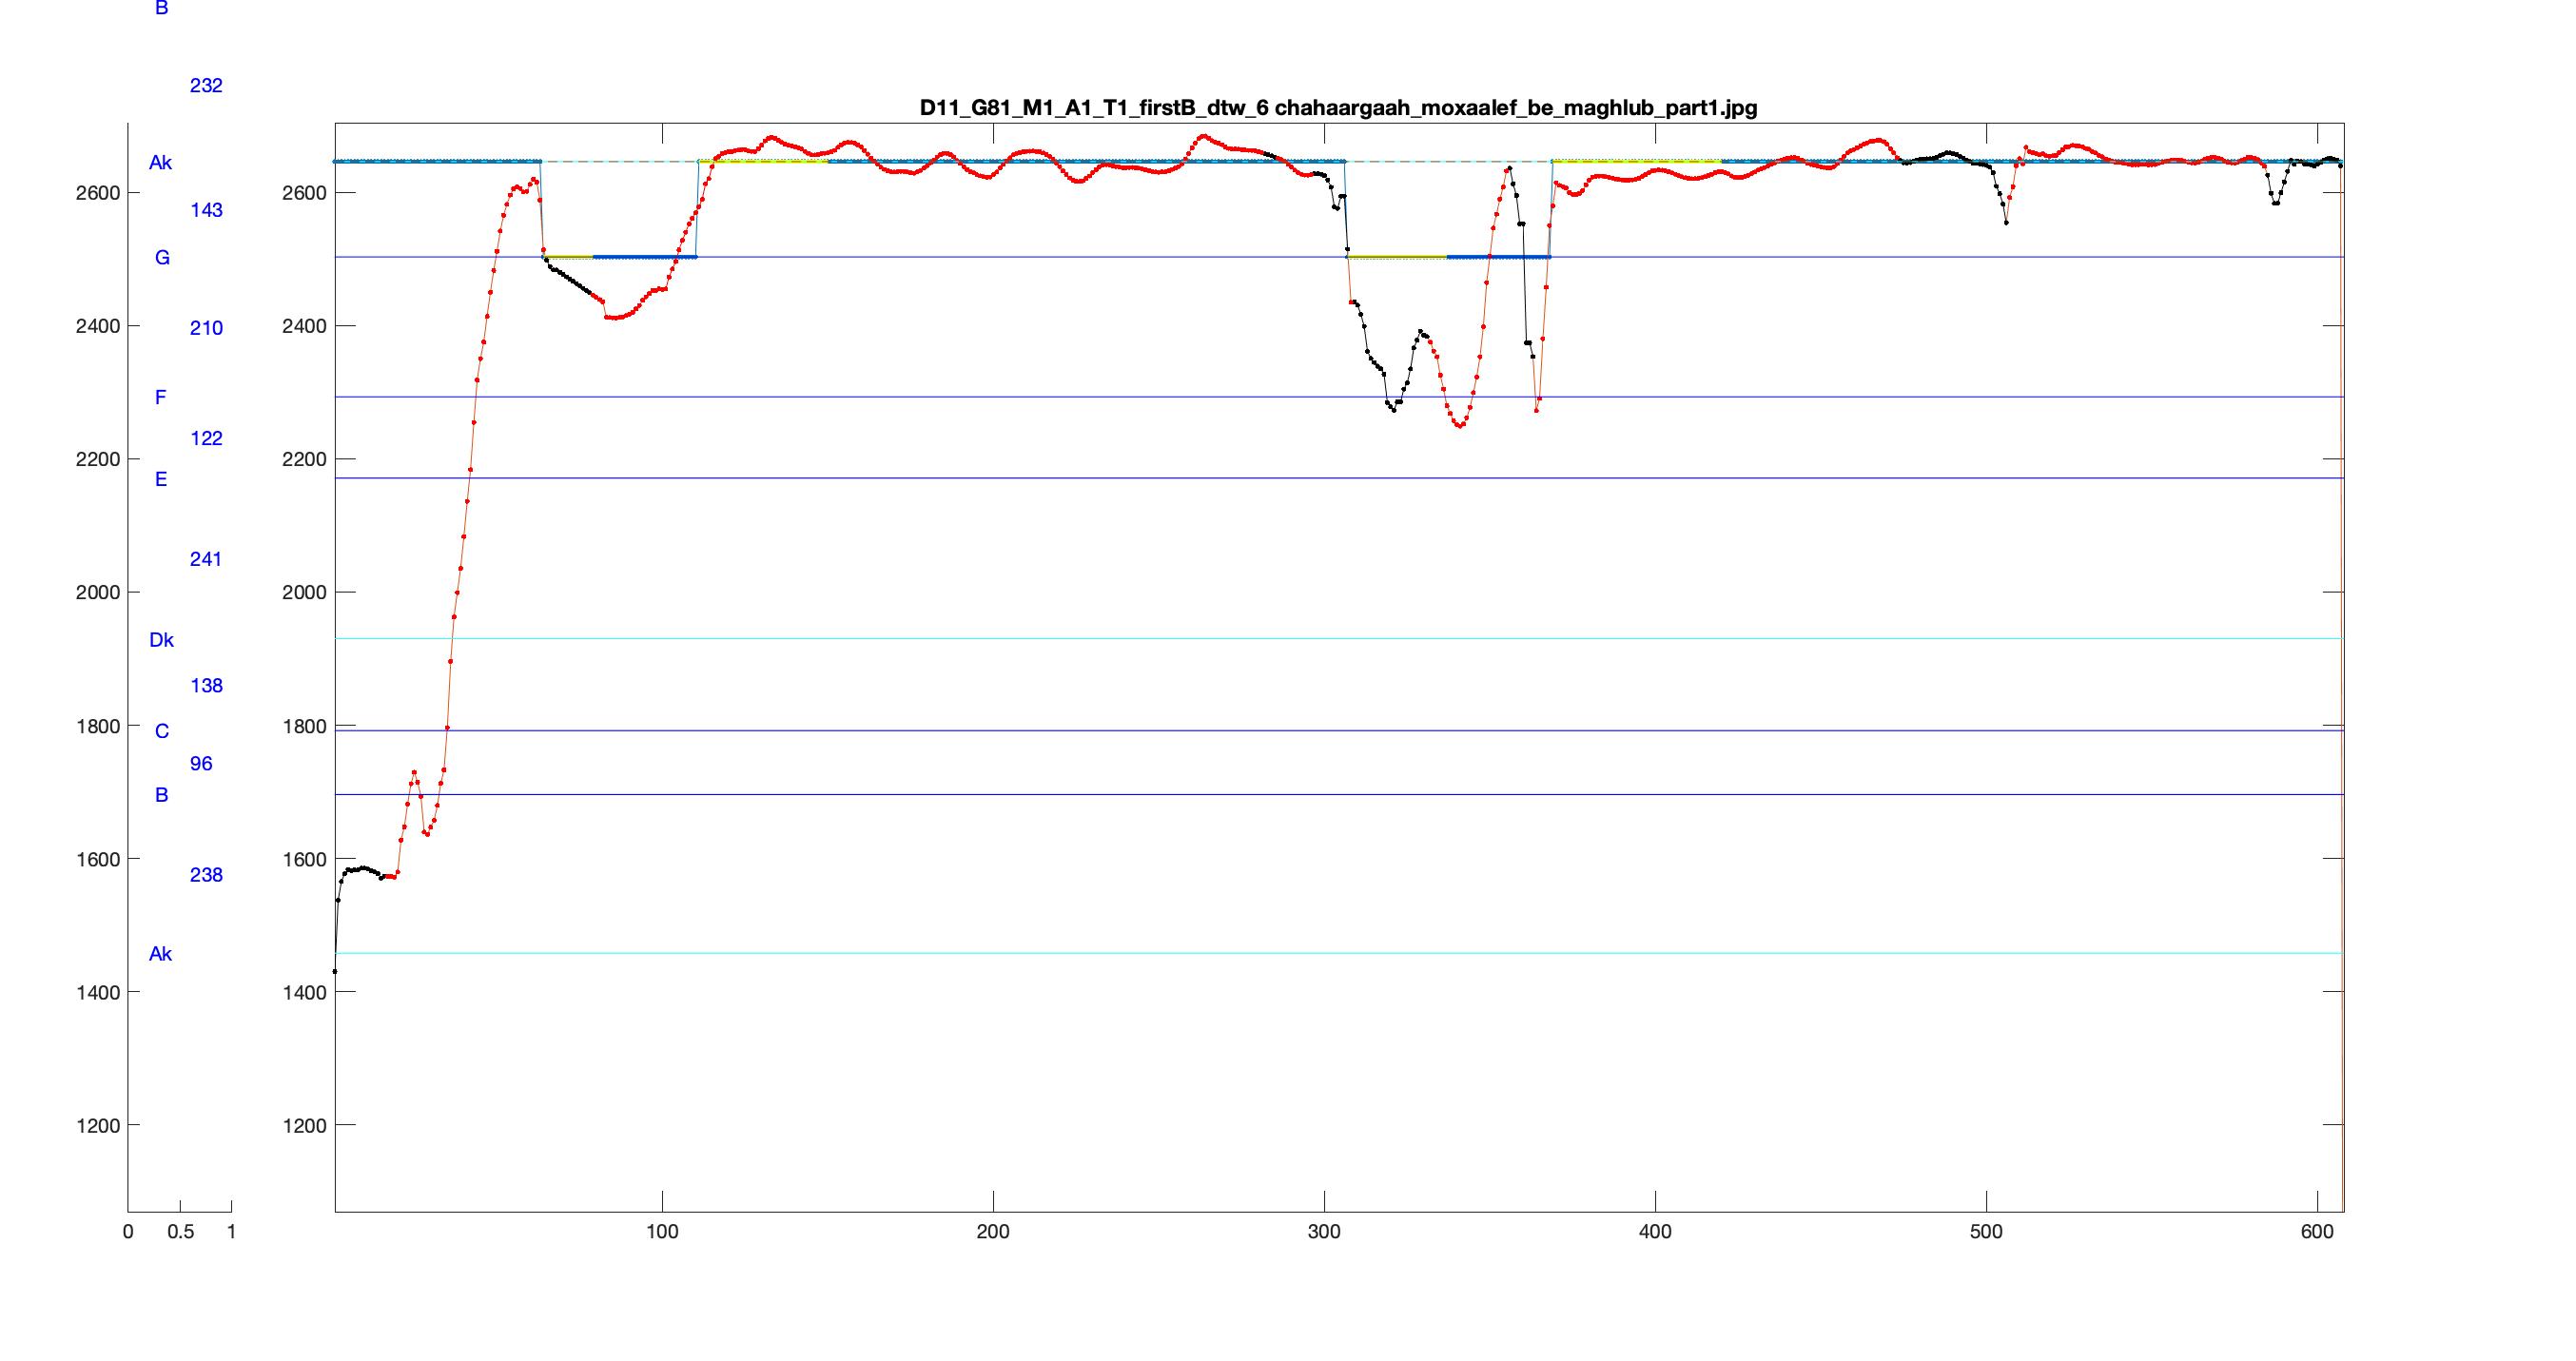 B
232
D11_G81_M1_A1_T1_firstB_dtw_6 chahaargaah_moxaalef_be_maghlub_part1.jpg
Ak
2600 2600
143
G
2400 210 2400
F
122
2200 2200
E
241
2000 2000
Dk
138
1800 C 1800
96
B
1600 1600
238
Ak
1400 1400
1200 1200
0 0.5 1 100 200 300 400 500 600